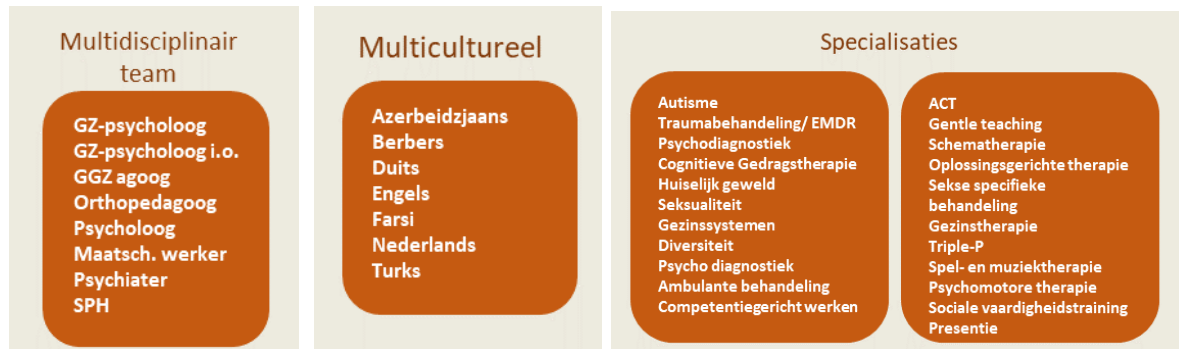 Multidisciplinair
team
GZ-psycholoog
GZ-psycholoog i.o.
GGZ agoog
Orthopedagoog
Psycholoog
Maatsch. werker
Psychiater
SPH
Multicultureel
Azerbeidzjaans
Berbers
Duits
Engels
Farsi
Nederlands
Turks
Specialisaties
Autisme
Traumabehandeling/ EMDR
Psychodiagnostiek
Cognitieve Gedragstherapie
Huiselijk geweld
Seksualiteit
Gezinssystemen
Diversiteit
Psycho diagnostiek
Ambulante behandeling
Competentiegericht werken
ACT
Gentle teaching
Schematherapie
Oplossingsgerichte therapie
Sekse specifieke
behandeling
Gezinstherapie
Triple-P
Spel- en muziektherapie
Psychomotore therapie
Sociale vaardigheidstraining
Presentie